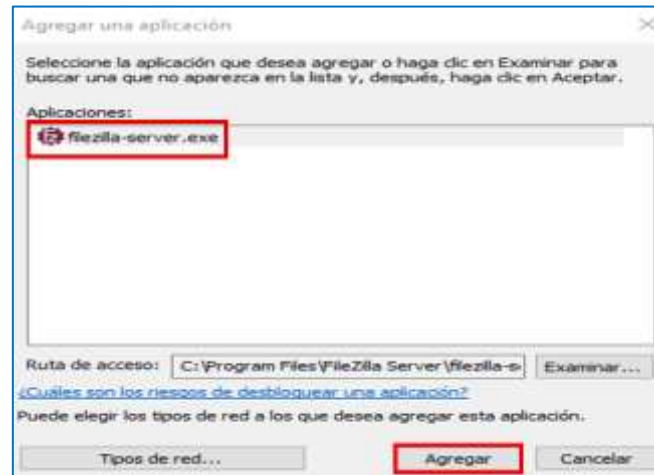 Agregar una aplicación
Seleccione la aplicación que desea agregar o haga clic en Examinar para
buscar una que no aparezca en la lista y, después, haga clic en Aceptar.
Aplicaciones:
filezilla-server.exe
Ruta de acceso: C:\Program Files\FileZilla Server\filezilla-s Examinar...
¿Cuáles son los riesgos de desbloquear una aplicación?
Puede elegir los tipos de red a los que desea agregar esta aplicación.
Tipos de red... Agregar Cancelar